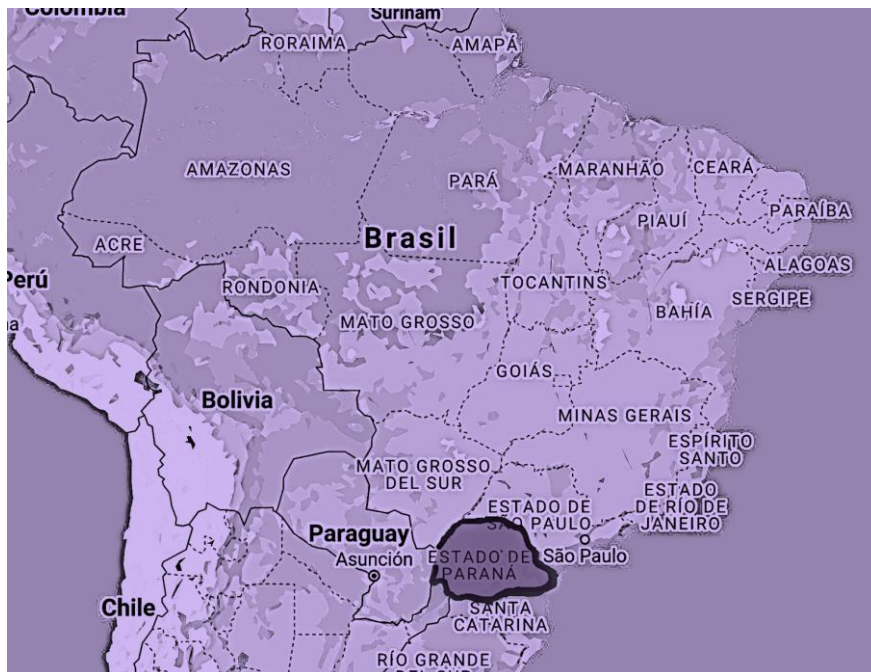 Colombia
Surinam
RORAIMA
AMAPÁ
AMAZONAS
PARÁ
MARANHÃO
CEARÁ
PIAUÍ
PARAÍBA
Brasil
ACRE
ALAGOAS
Perú
RONDONIA
TOCANTINS
SERGIPE
BAHÍA
MATO GROSSO
GOIÁS
Bolivia
MINAS GERAIS
ESPÍRITO
SANTO
MATO GROSSO
DEL SUR
ESTADO
DE RÍO DE
JANEIRO
ESTADO DE
SÃO PAULO
Paraguay
Asunción
São Paulo
ESTADO DE
PARANÁ
Chile
SANTA
CATARINA
RÍO GRANDE
DEL SUR